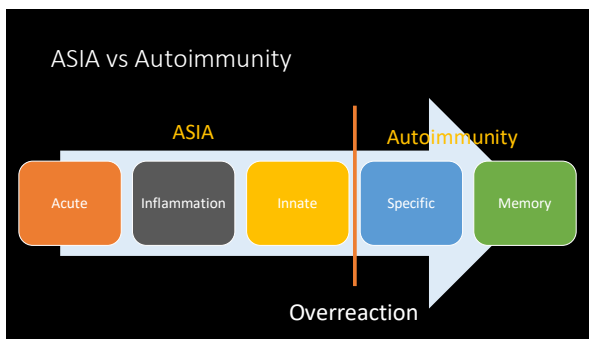 ASIA vs Autoimmunity
ASIA
Autoimmunity
Acute
Inflammation
Innate
Specific
Memory
Overreaction